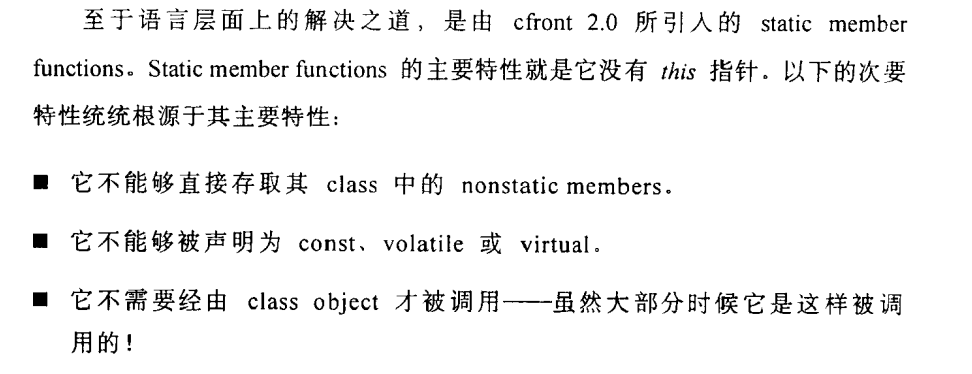 至于语言层面上的解决之道，是由 cfront 2.0 所引入的 static member
functions。Static member functions 的主要特性就是它没有 this 指针。以下的次要
特性统统根源于其主要特性：
■ 它不能够直接存取其 class 中的 nonstatic members。
■ 它不能够被声明为 const、volatile 或 virtual。
■ 它不需要经由 class object 才被调用——虽然大部分时候它是这样被调
用的！